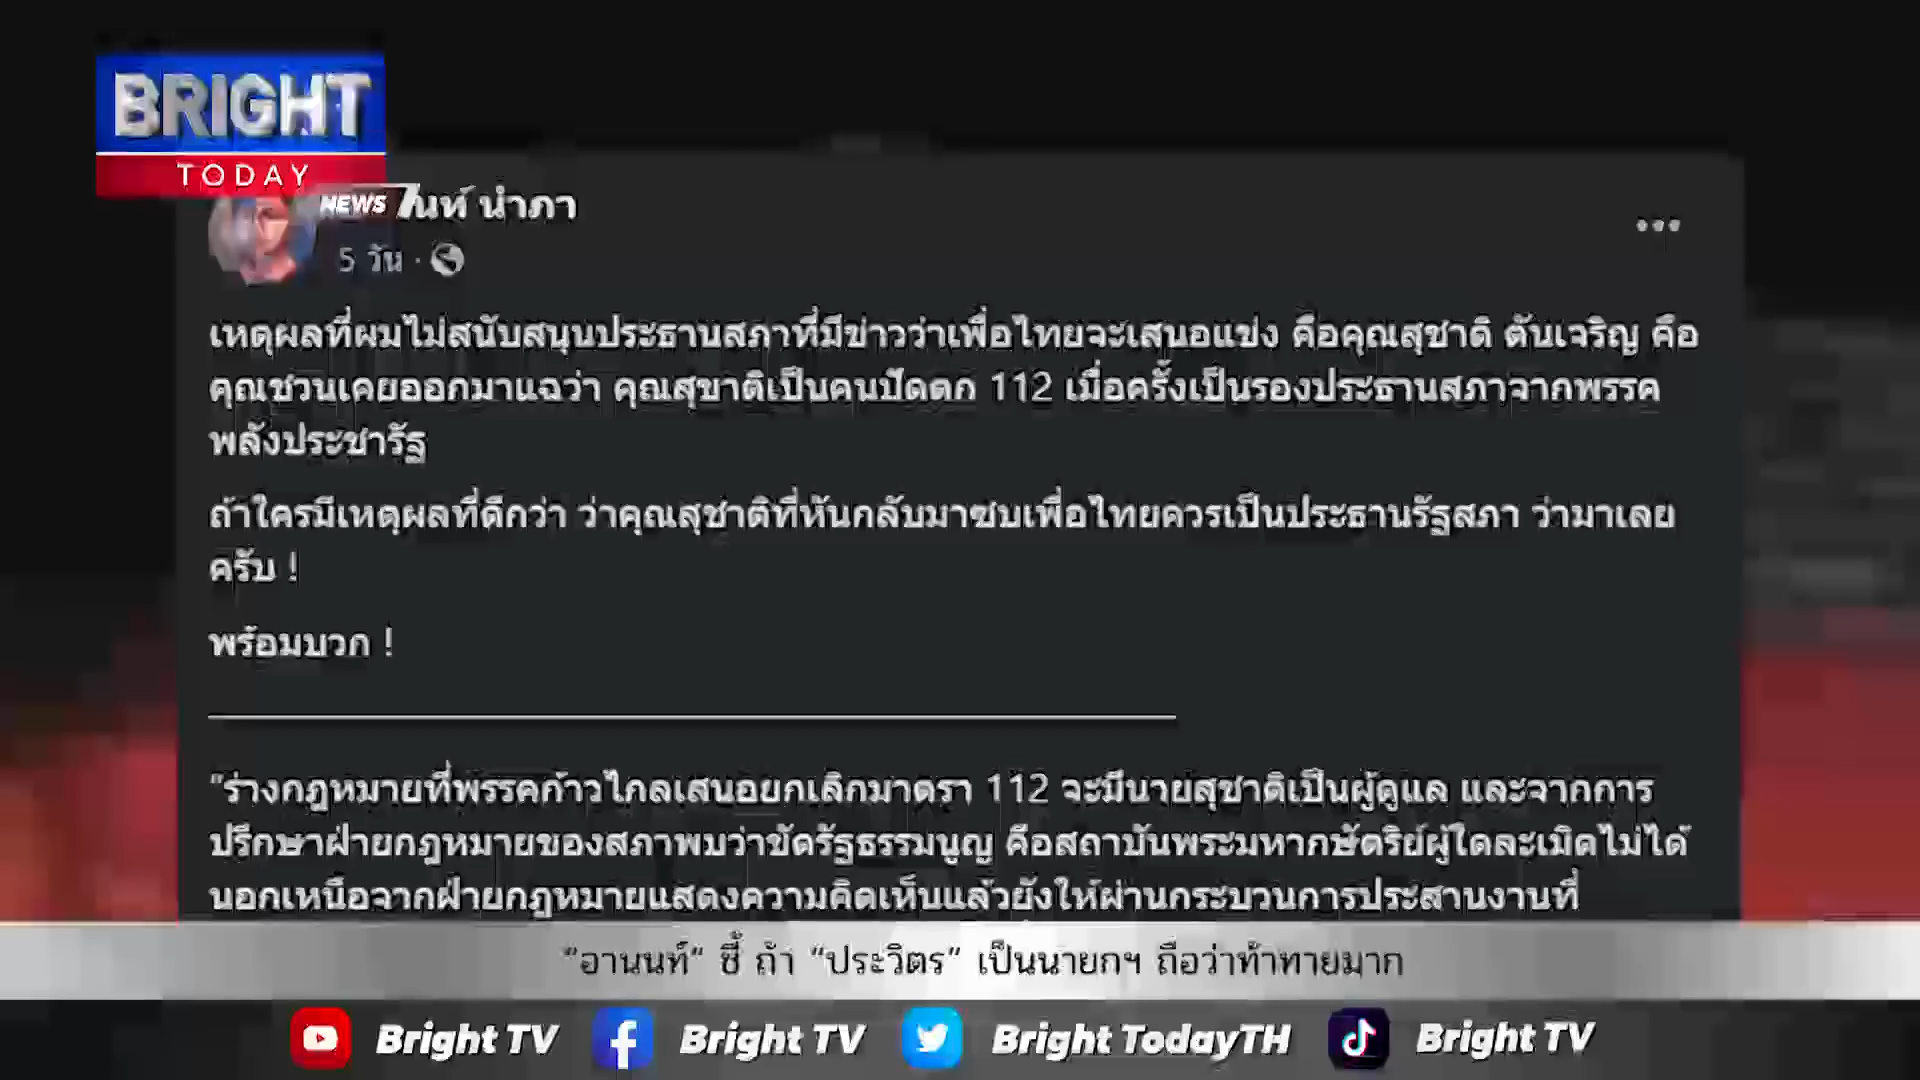 BRIGHT
TODAY
NEWS
นำภา
5 วัน
เหตุผลที่ผมไม่สนับสนุนประธานสภาที่มีข่าวว่าเพื่อไทยจะเสนอแข่ง คือคุณสุชาติ ตันเจริญ คือ
คุณชวนเคยออกมาแฉว่า คุณสุชาติเป็นคนปัดตก 112 เมื่อครั้งเป็นรองประธานสภาจากพรรค
พลังประชารัฐ
ถ้าใครมีเหตุผลที่ดีกว่า ว่าคุณสุชาติที่หันกลับมาซบเพื่อไทยควรเป็นประธานรัฐสภา ว่ามาเลย
ครับ !
พร้อมบวก !
"ร่างกฎหมายที่พรรคก้าวไกลเสนอยกเลิกมาตรา 112 จะมีนายสุชาติเป็นผู้ดูแล และจากการ
ปรึกษาฝ่ายกฎหมายของสภาพบว่าขัดรัฐธรรมนูญ คือสถาบันพระมหากษัตริย์ผู้ใดละเมิดไม่ได้
นอกเหนือจากฝ่ายกฎหมายแสดงความคิดเห็นแล้วยังให้ผ่านกระบวนการประสานงานที่
"อานนท์" ชี้ ถ้า "ประวิตร" เป็นนายกฯ ถือว่าท้าทายมาก
Bright TV Bright TV Bright TodayTH Bright TV